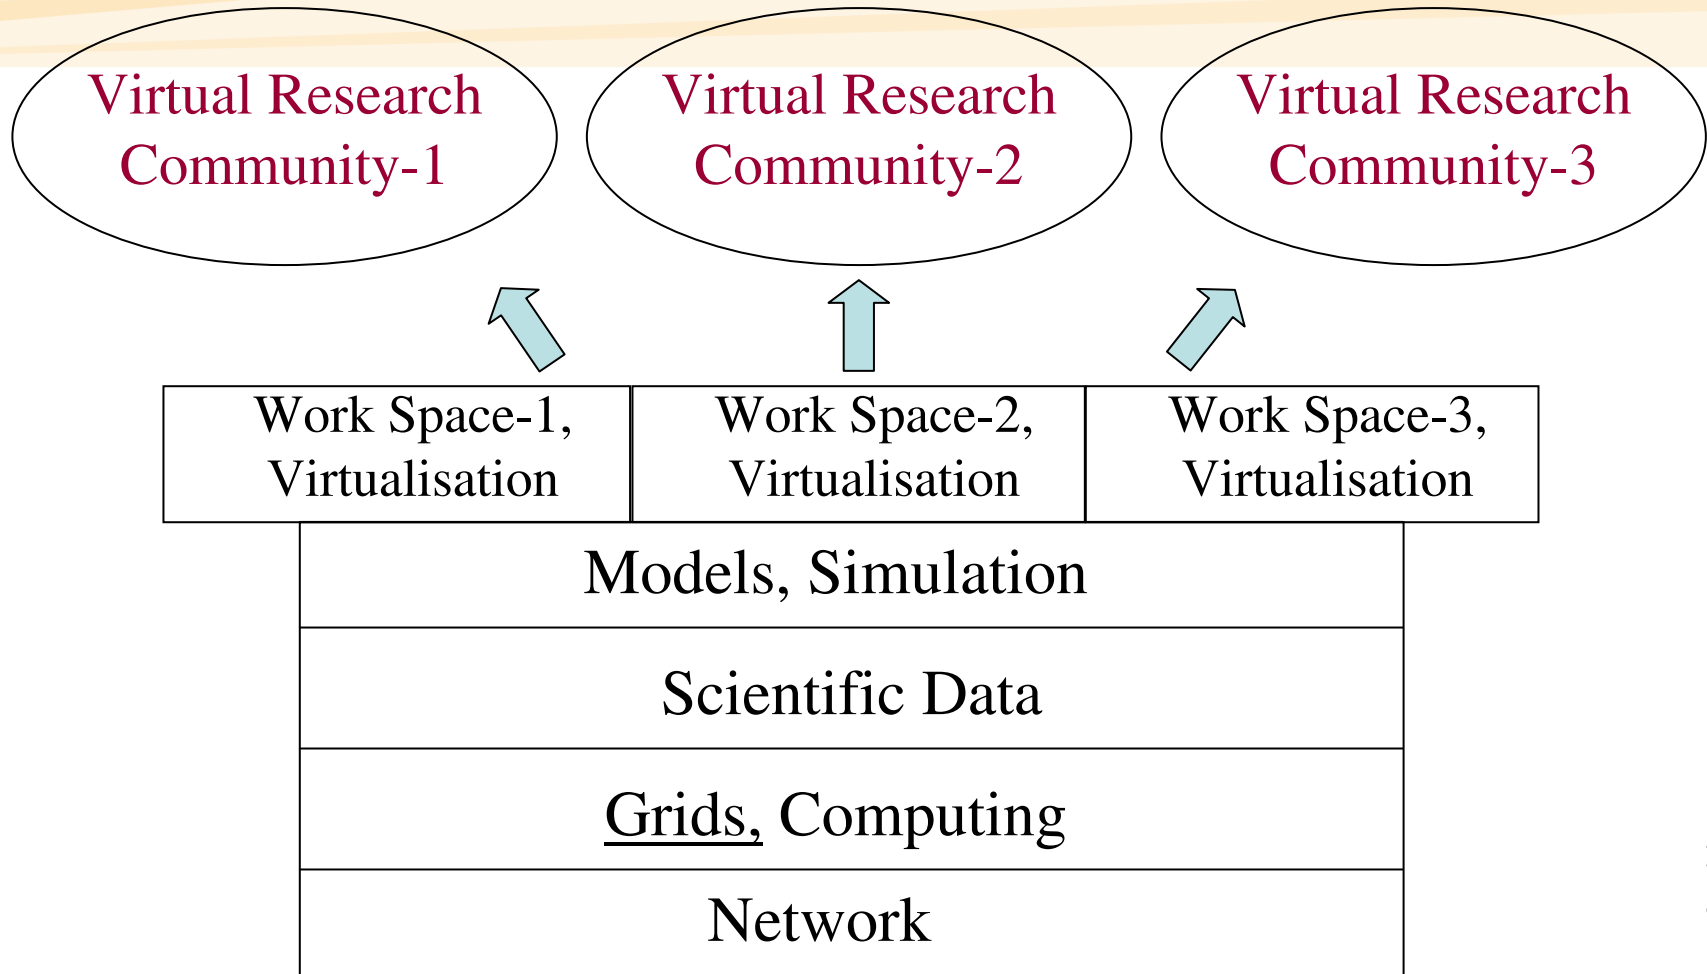 Virtual Research
Community-1
Virtual Research
Community-2
Virtual Research
Community-3
Work Space-1,
Virtualisation
Work Space-2,
Virtualisation
Work Space-3,
Virtualisation
Models, Simulation
Scientific Data
Grids, Computing
Network